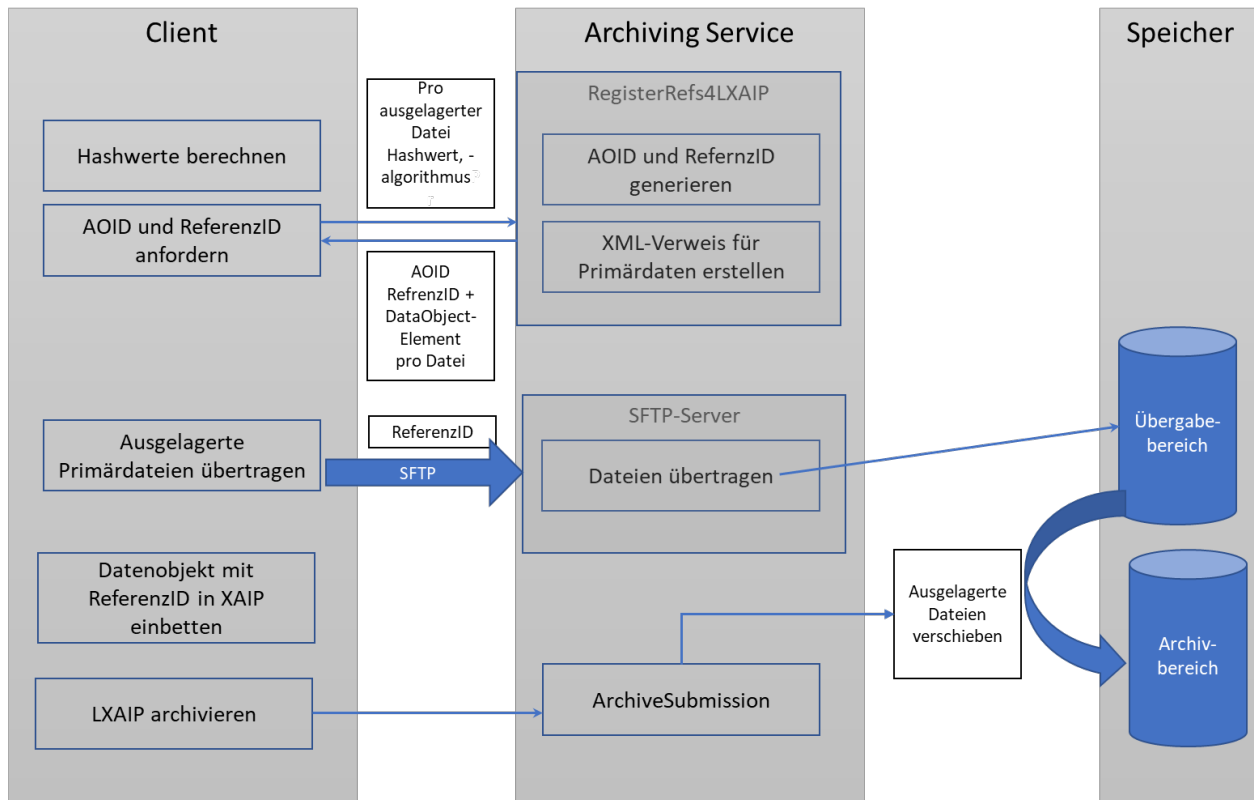 Client
Archiving Service
Speicher
Pro
ausgelagerter
Datei
Hashwert, -
algorithmus
RegisterRefs4LXAIP
Hashwerte berechnen
AOID und RefernzID
generieren
AOID und ReferenzID
anfordern
XML-Verweis für
Primärdaten erstellen
AOID
RefrenzID +
DataObject-
Element
pro Datei
ReferenzID
SFTP-Server
Ausgelagerte
Primärdateien übertragen
SFTP
Dateien übertragen
Übergabe-
bereich
Datenobjekt mit
ReferenzID in XAIP
einbetten
Ausgelagerte
Dateien
verschieben
Archiv-
bereich
LXAIP archivieren
ArchiveSubmission